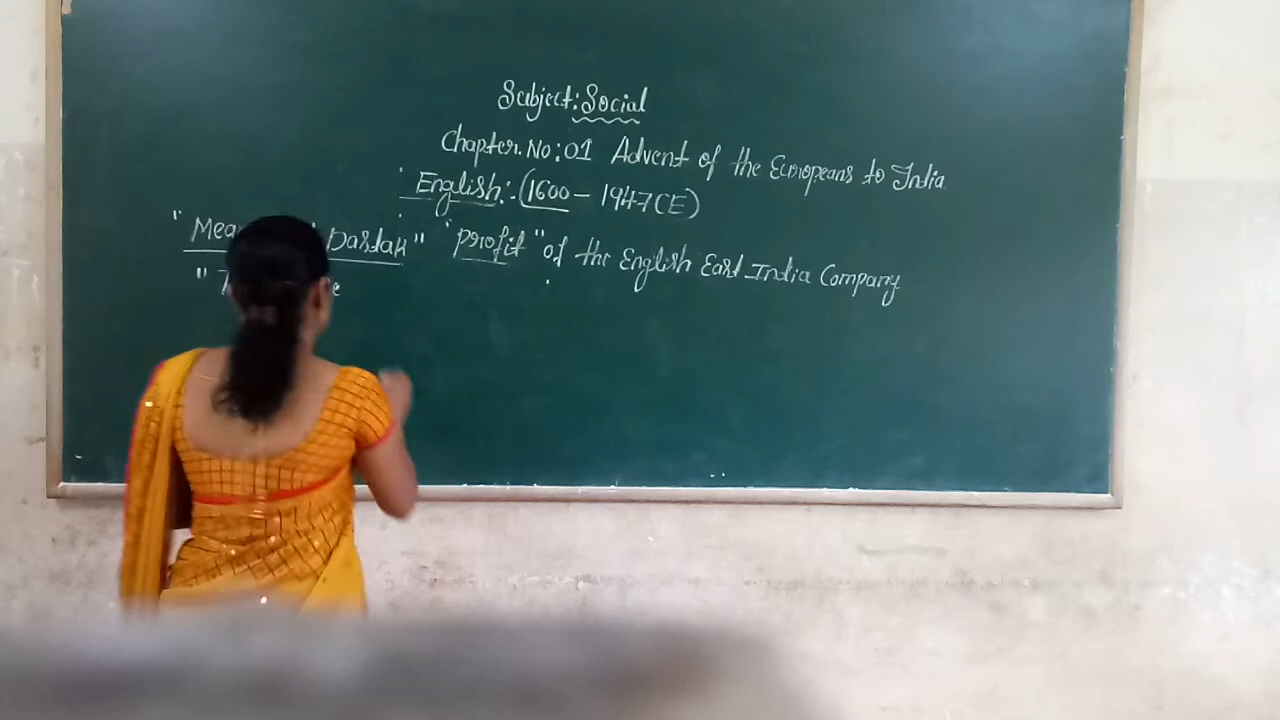 Subject: Social
Chapter. No: 01 Advent of the Europeans to India
English:- (1600 - 1947 CE)
" Dastak" "profit" of the English East India Company